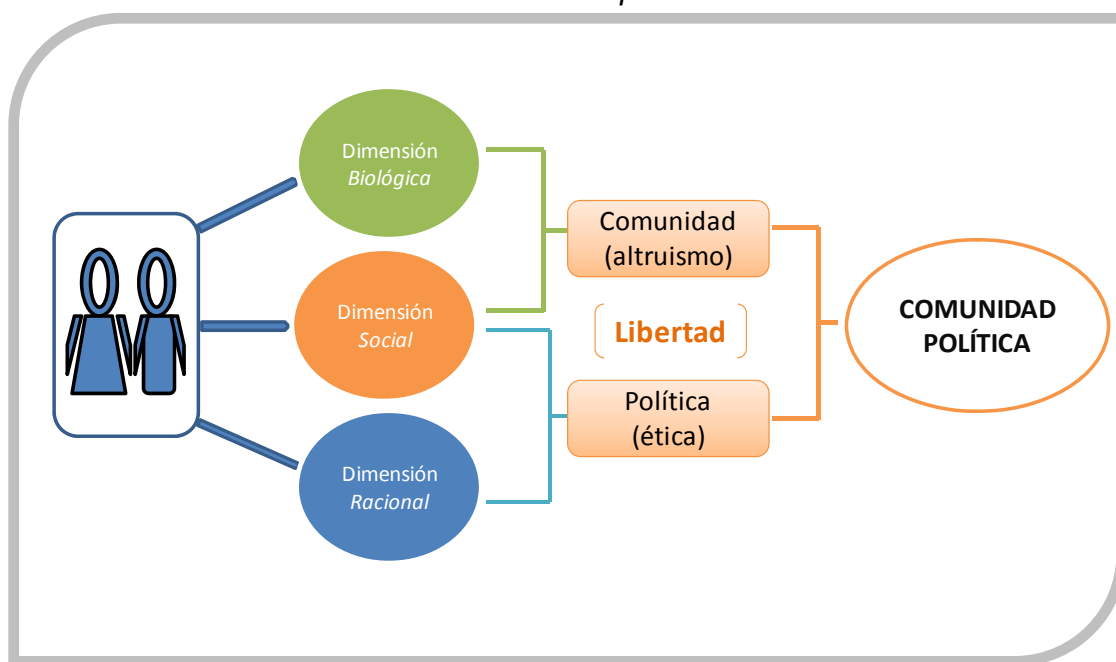 Dimensión
Biológica
Comunidad
(altruismo)
Dimensión
Social
Libertad
COMUNIDAD
POLÍTICA
Política
(ética)
Dimensión
Racional